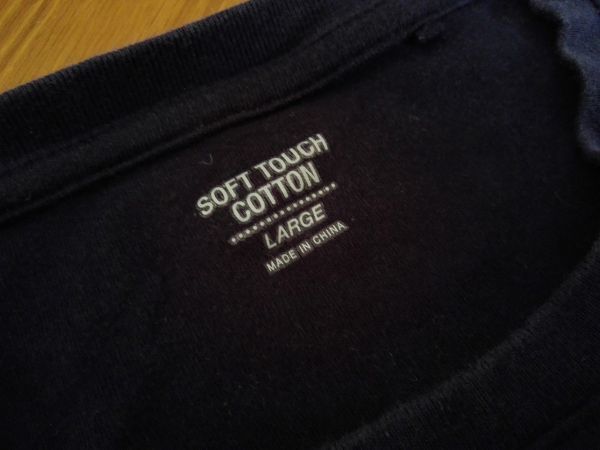 SOFT TOUCH
COTTON
LARGE
MADE IN CHINA